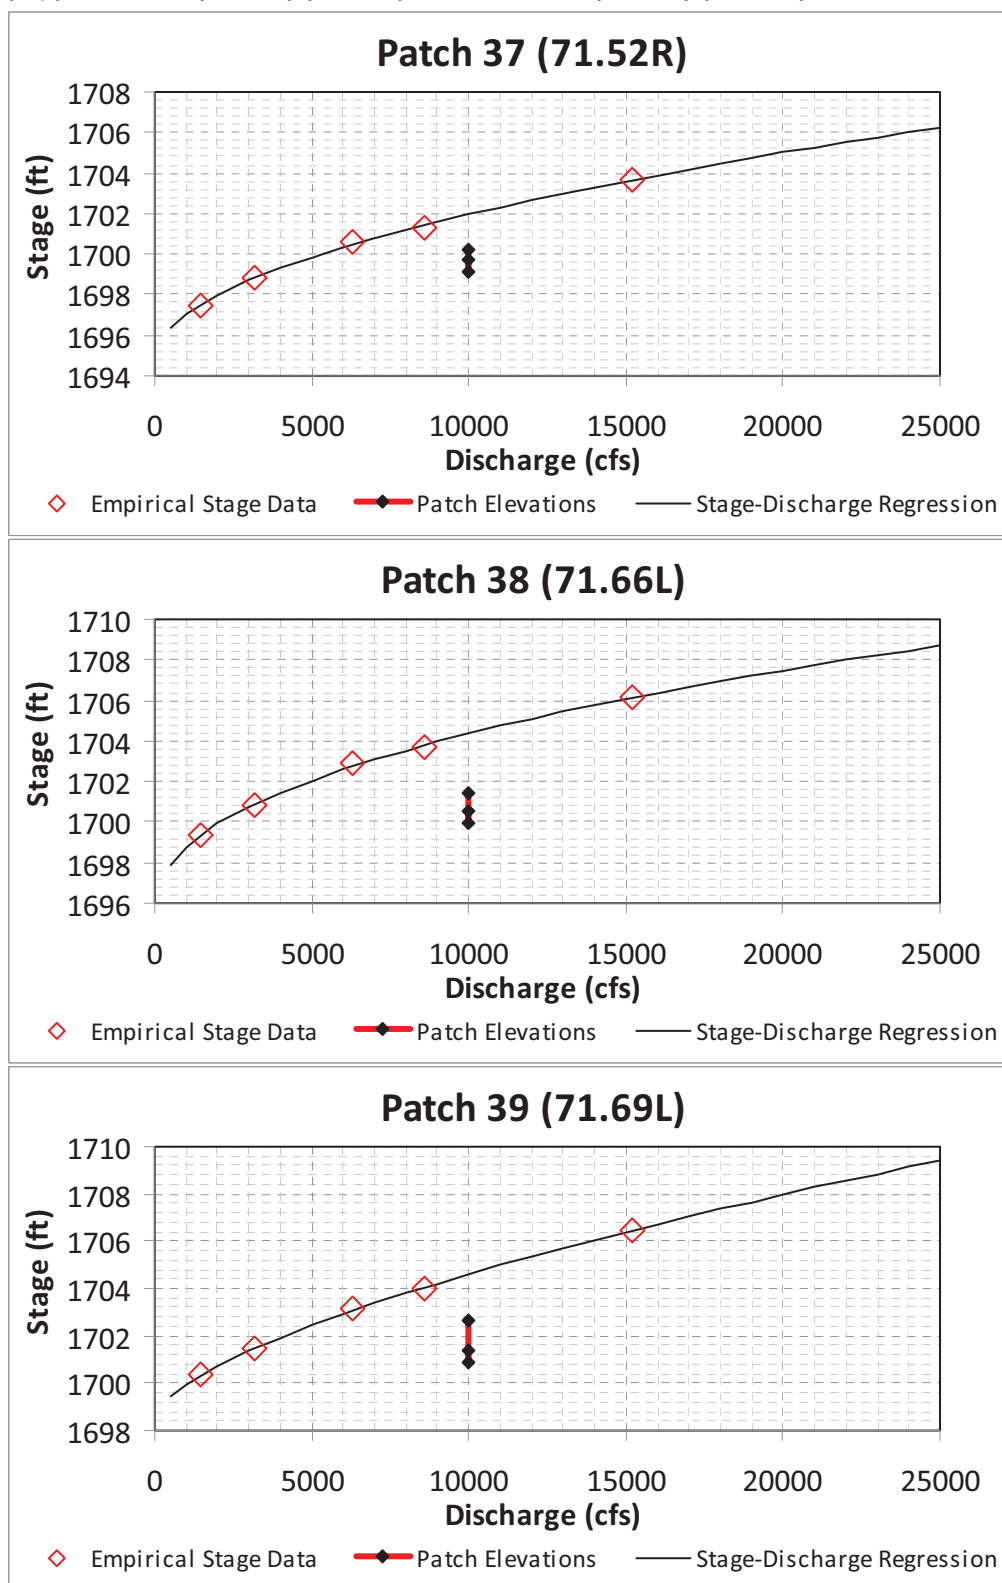 Patch 37 (71.52R)
1708
1706
1704
1702
1700
1698
1696
1694
Stage (ft)
0 5000 10000 15000 20000 25000
Discharge (cfs)
Empirical Stage Data Patch Elevations Stage-Discharge Regression
Patch 38 (71.66L)
1710
1708
1706
1704
1702
1700
1698
1696
Stage (ft)
0 5000 10000 15000 20000 25000
Discharge (cfs)
Empirical Stage Data Patch Elevations Stage-Discharge Regression
Patch 39 (71.69L)
1710
1708
1706
1704
1702
1700
1698
Stage (ft)
0 5000 10000 15000 20000 25000
Discharge (cfs)
Empirical Stage Data Patch Elevations Stage-Discharge Regression